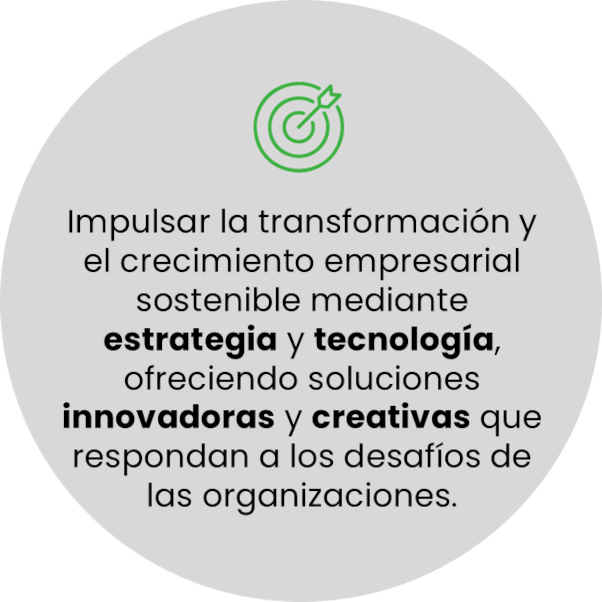 Impulsar la transformación y
el crecimiento empresarial
sostenible mediante
estrategia y tecnología,
ofreciendo soluciones
innovadoras y creativas que
respondan a los desafíos de
las organizaciones.